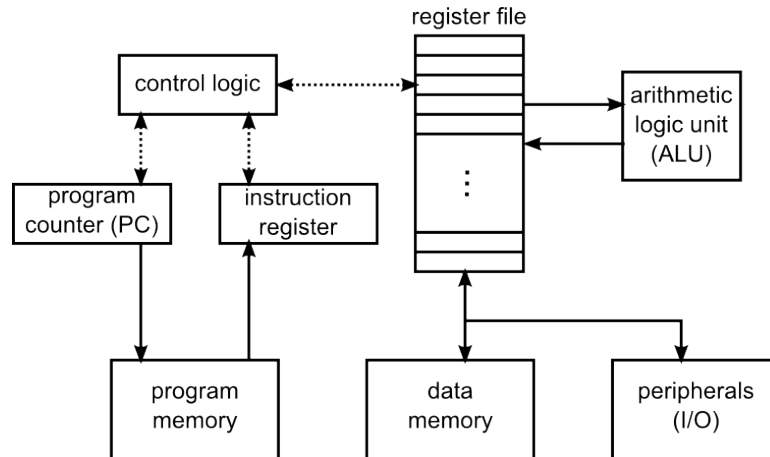 register file
control logic
arithmetic
logic unit
(ALU)
program
counter (PC)
instruction
register
program
memory
data
memory
peripherals
(I/O)